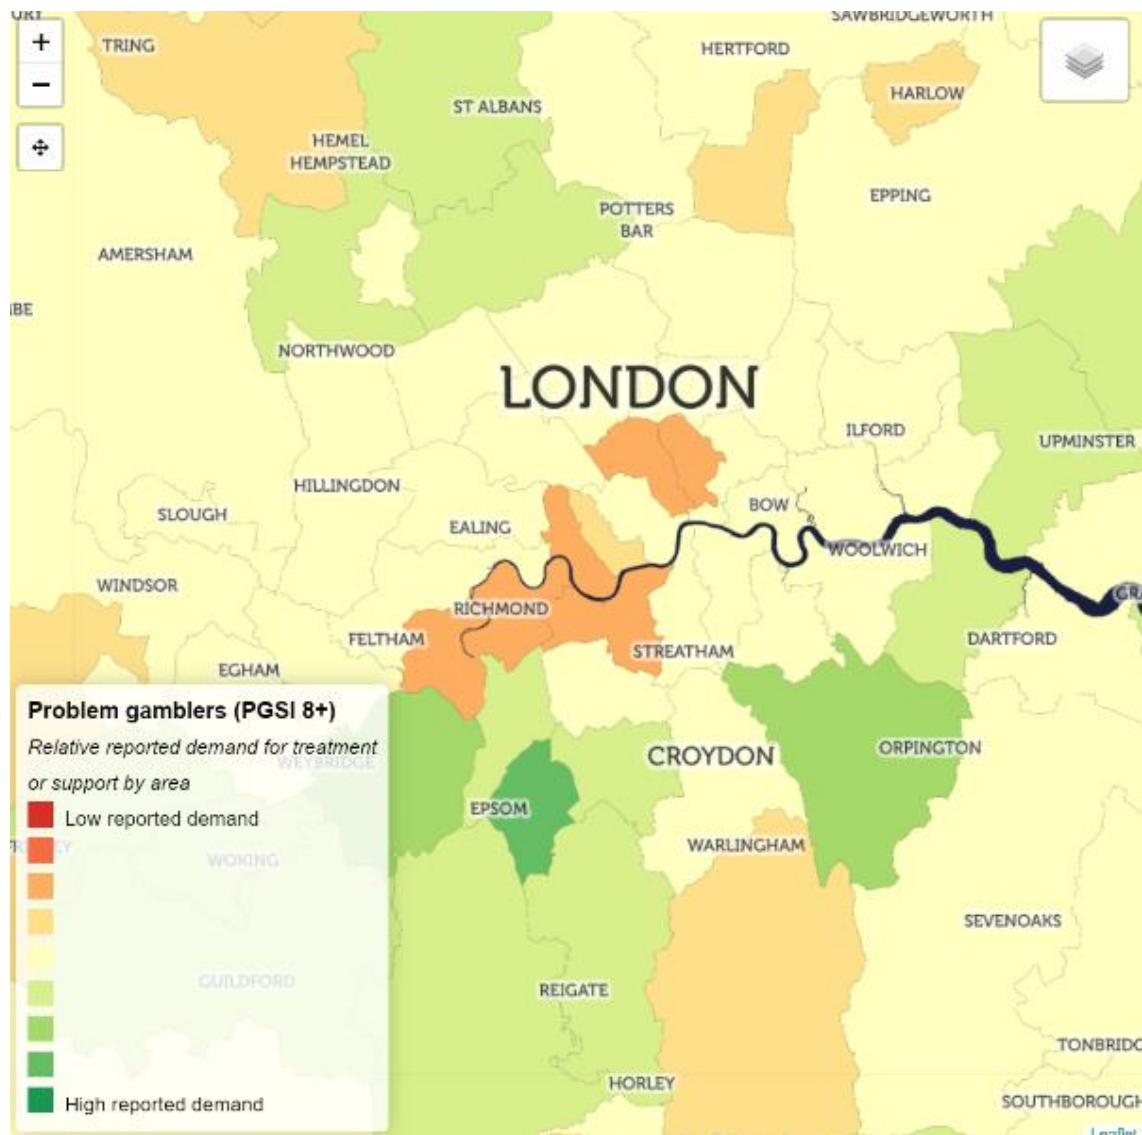 TRING
SAWBRIDGEWORTH
HERTFORD
+
−
HARLOW
ST ALBANS
HEMEL
HEMPSTEAD
EPPING
POTTERS
BAR
AMERSHAM
NORTHWOOD
LONDON
ILFORD
UPMINSTER
HILLINGDON
SLOUGH
BOW
EALING
WOOLWICH
WINDSOR
RICHMOND
FELTHAM
DARTFORD
STREATHAM
EGHAM
Problem gamblers (PGSI 8+)
Relative reported demand for treatment
or support by area
WEYBRIDGE
Low reported demand
CROYDON
ORPINGTON
EPSOM
WARLINGHAM
WOKING
SEVENOAKS
GUILDFORD
REIGATE
HORLEY
High reported demand
SOUTHBOROUGH
Leaflet